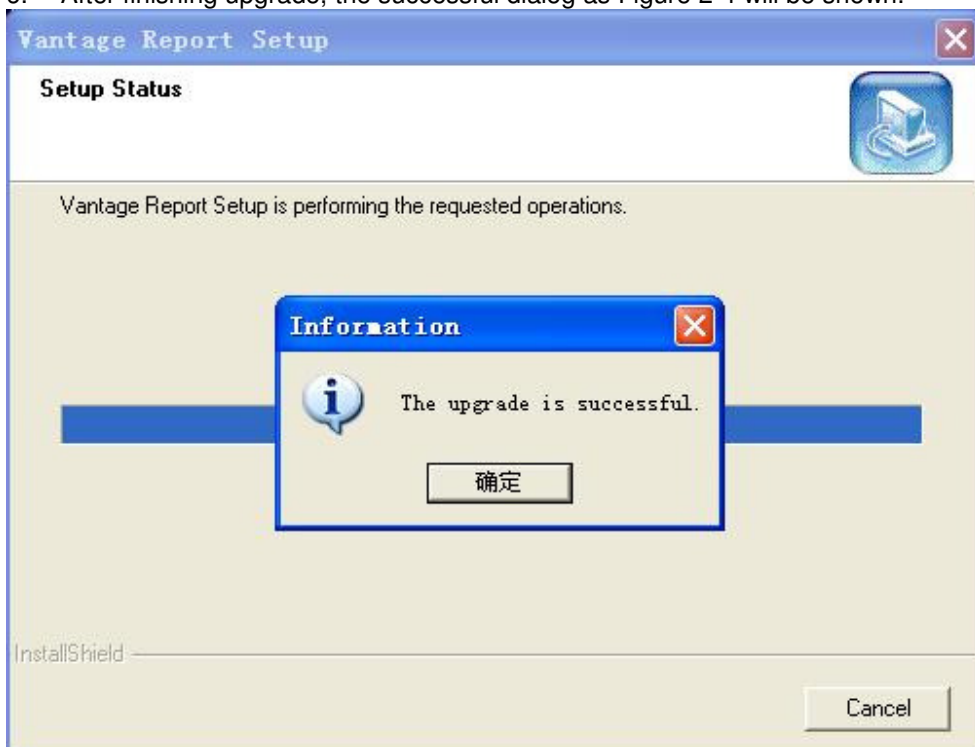 After finishing upgrade, the successful dialog as Figure 2-4 will be shown.
Vantage Report Setup
Setup Status
Vantage Report Setup is performing the requested operations.
Information
The upgrade is successful.
确定
InstallShield
Cancel